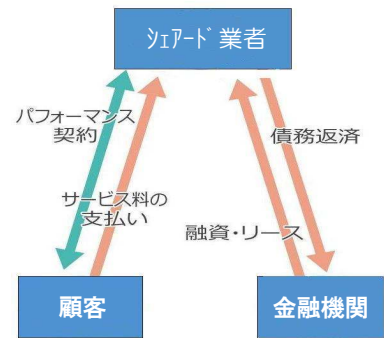 ｼｪｱｰﾄﾞ業者
パフォーマンス
契約
債務返済
サービス料の
支払い
融資・リース
顧客
金融機関